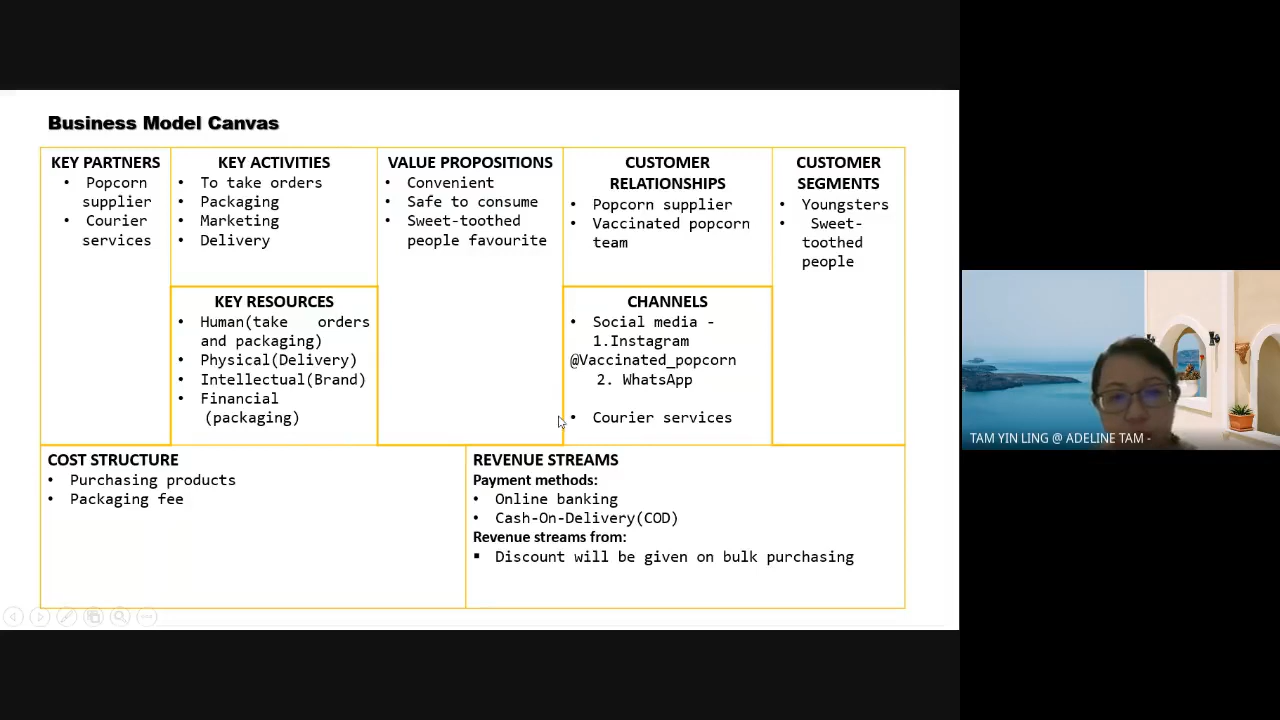 Business Model Canvas
KEY PARTNERS
• Popcorn
supplier
• Courier
services
KEY ACTIVITIES
• To take orders
• Packaging
• Marketing
• Delivery
KEY RESOURCES
• Human(take orders
and packaging)
• Physical(Delivery)
• Intellectual(Brand)
• Financial
(packaging)
VALUE PROPOSITIONS
• Convenient
• Safe to consume
• Sweet-toothed
people favourite
CUSTOMER
RELATIONSHIPS
• Popcorn supplier
• Vaccinated popcorn
team
CHANNELS
• Social media -
1.Instagram
@Vaccinated_popcorn
2. WhatsApp
• Courier services
CUSTOMER
SEGMENTS
• Youngsters
• Sweet-
toothed
people
COST STRUCTURE
• Purchasing products
• Packaging fee
REVENUE STREAMS
Payment methods:
• Online banking
• Cash-On-Delivery(COD)
Revenue streams from:
▪ Discount will be given on bulk purchasing
TAM YIN LING @ ADELINE TAM -